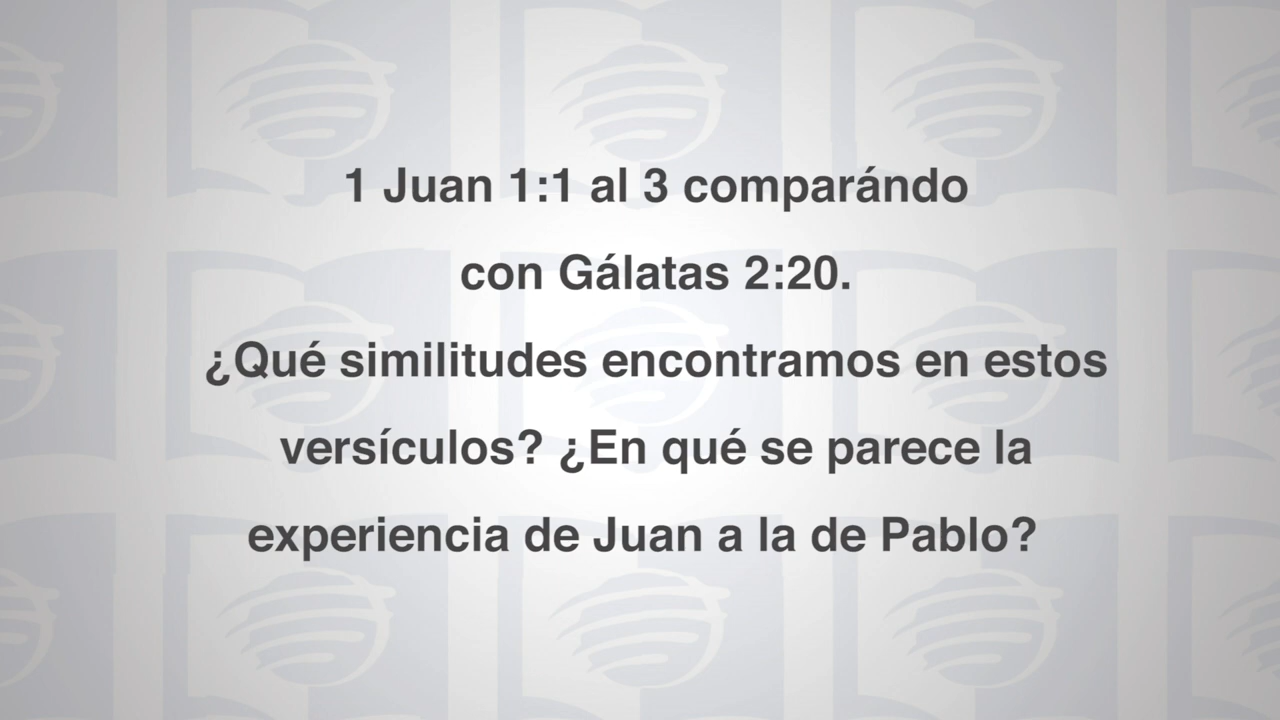 1 Juan 1:1 al 3 comparándo
con Gálatas 2:20.
¿Qué similitudes encontramos en estos
versículos? ¿En qué se parece la
experiencia de Juan a la de Pablo?